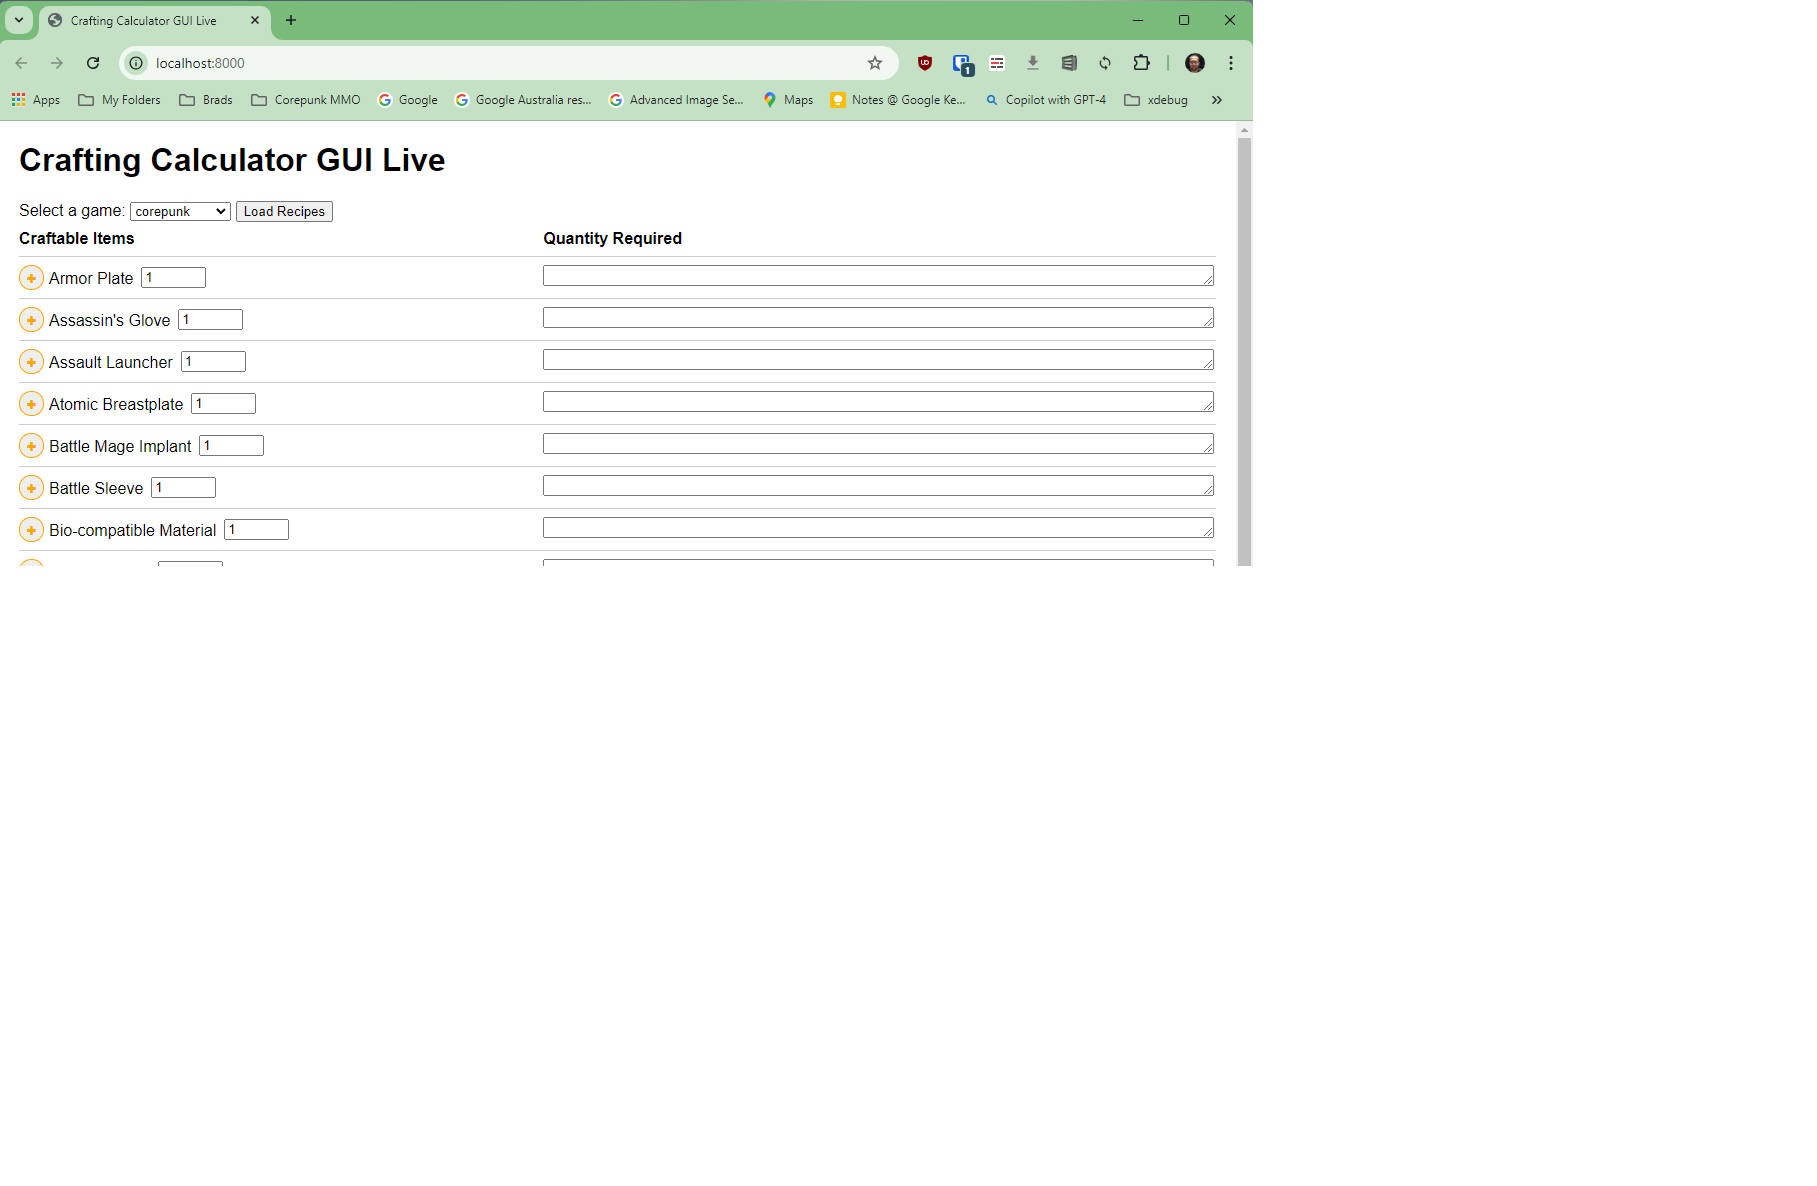 Crafting Calculator GUI Live
localhost:8000
1
Apps My Folders Brads Corepunk MMO Google Google Australia res... Advanced Image Se... Maps Notes @ Google Ke... Copilot with GPT-4 xdebug
Crafting Calculator GUI Live
Select a game: corepunk Load Recipes
Craftable Items Quantity Required
Armor Plate 1
Assassin's Glove 1
Assault Launcher 1
Atomic Breastplate 1
Battle Mage Implant 1
Battle Sleeve 1
Bio-compatible Material 1